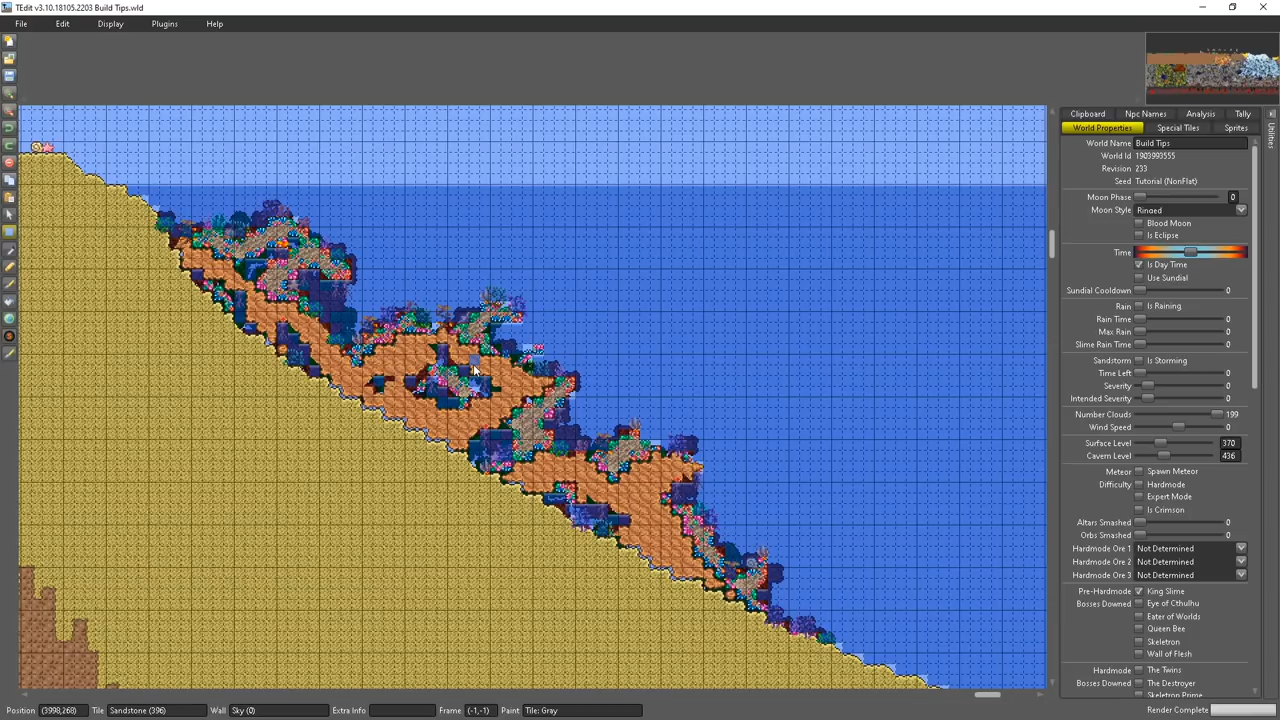 TEdit v3.10.18105.2203 Build Tips.wld
File Edit Display Plugins Help
Clipboard Npc Names Analysis Tally
World Properties Special Tiles Sprites
Utilities
World Name Build Tips
World Id 1903993555
Revision 233
Seed Tutorial (NonFlat)
Moon Phase 0
Moon Style Ringed
Blood Moon
Is Eclipse
Time
Is Day Time
Use Sundial
Sundial Cooldown 0
Rain Is Raining
Rain Time 0
Max Rain 0
Slime Rain Time 0
Sandstorm Is Storming
Time Left 0
Severity 0
Intended Severity 0
Number Clouds 199
Wind Speed 0
Surface Level 370
Cavern Level 436
Meteor Spawn Meteor
Difficulty Hardmode
Expert Mode
Is Crimson
Altars Smashed 0
Orbs Smashed 0
Hardmode Ore 1 Not Determined
Hardmode Ore 2 Not Determined
Hardmode Ore 3 Not Determined
Pre-Hardmode King Slime
Bosses Downed Eye of Cthulhu
Eater of Worlds
Queen Bee
Skeletron
Wall of Flesh
Hardmode The Twins
Bosses Downed The Destroyer
Skeletron Prime
Position (3998,268) Tile Sandstone (396) Wall Sky (0) Extra Info Frame (-1,-1) Paint Tile: Gray Render Complete